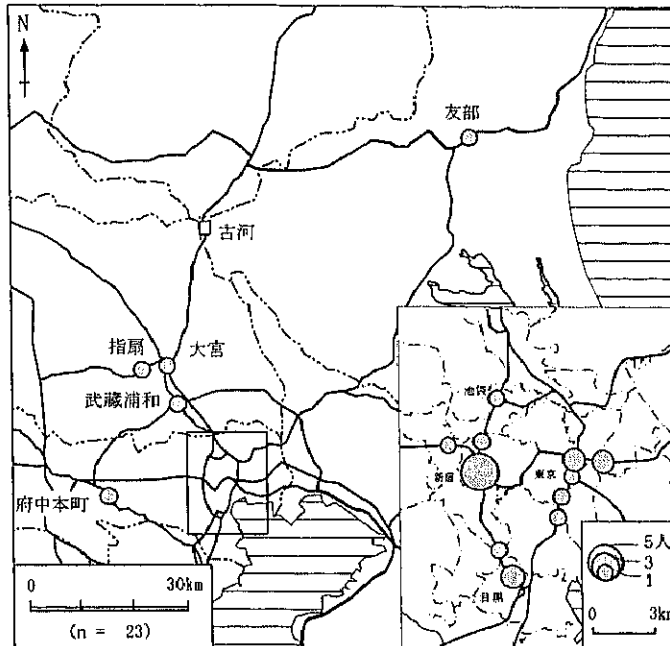 N
友部
古河
指扇
大宮
武蔵浦和
府中本町
0 30km
(n = 23)
池袋
新宿
東京
目黒
5人
3
1
0 3km